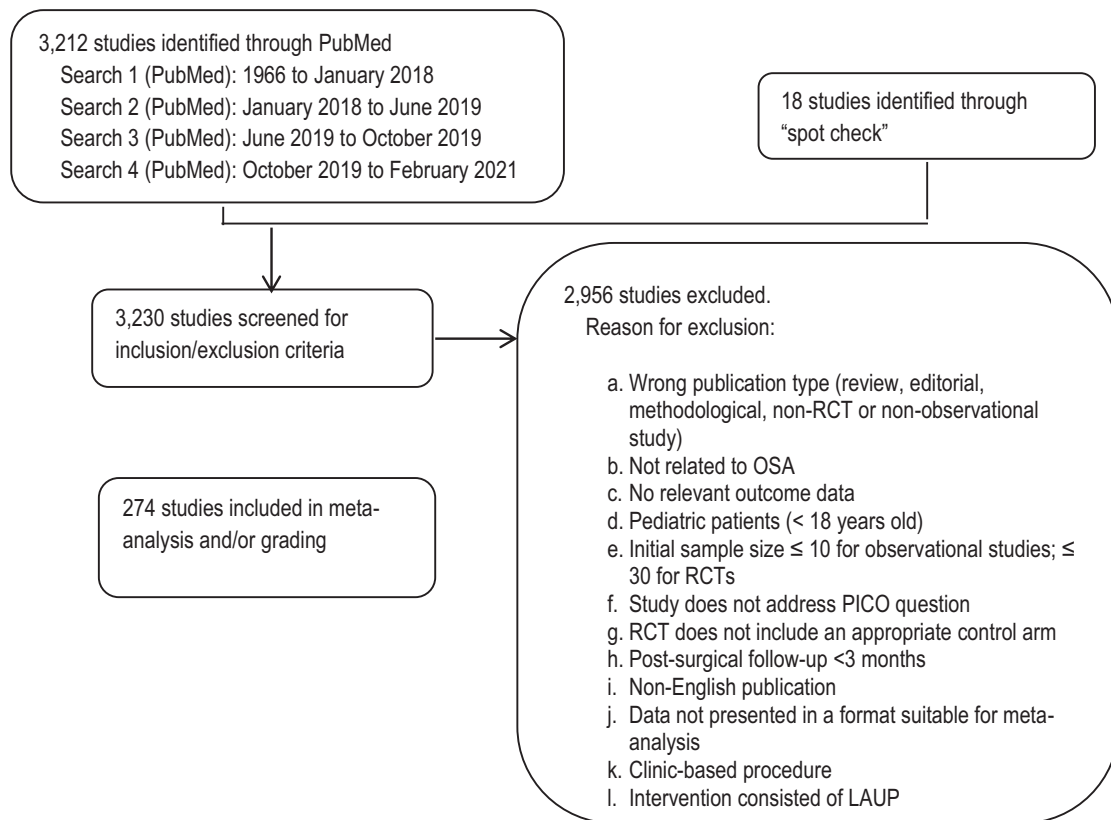 3,212 studies identified through PubMed
Search 1 (PubMed): 1966 to January 2018
Search 2 (PubMed): January 2018 to June 2019
Search 3 (PubMed): June 2019 to October 2019
Search 4 (PubMed): October 2019 to February 2021
18 studies identified through
“spot check”
3,230 studies screened for
inclusion/exclusion criteria
2,956 studies excluded.
Reason for exclusion:
a. Wrong publication type (review, editorial,
methodological, non-RCT or non-observational
study)
b. Not related to OSA
c. No relevant outcome data
d. Pediatric patients (< 18 years old)
e. Initial sample size ≤ 10 for observational studies; ≤
30 for RCTs
f. Study does not address PICO question
g. RCT does not include an appropriate control arm
h. Post-surgical follow-up <3 months
i. Non-English publication
j. Data not presented in a format suitable for meta-
analysis
k. Clinic-based procedure
l. Intervention consisted of LAUP
274 studies included in meta-
analysis and/or grading